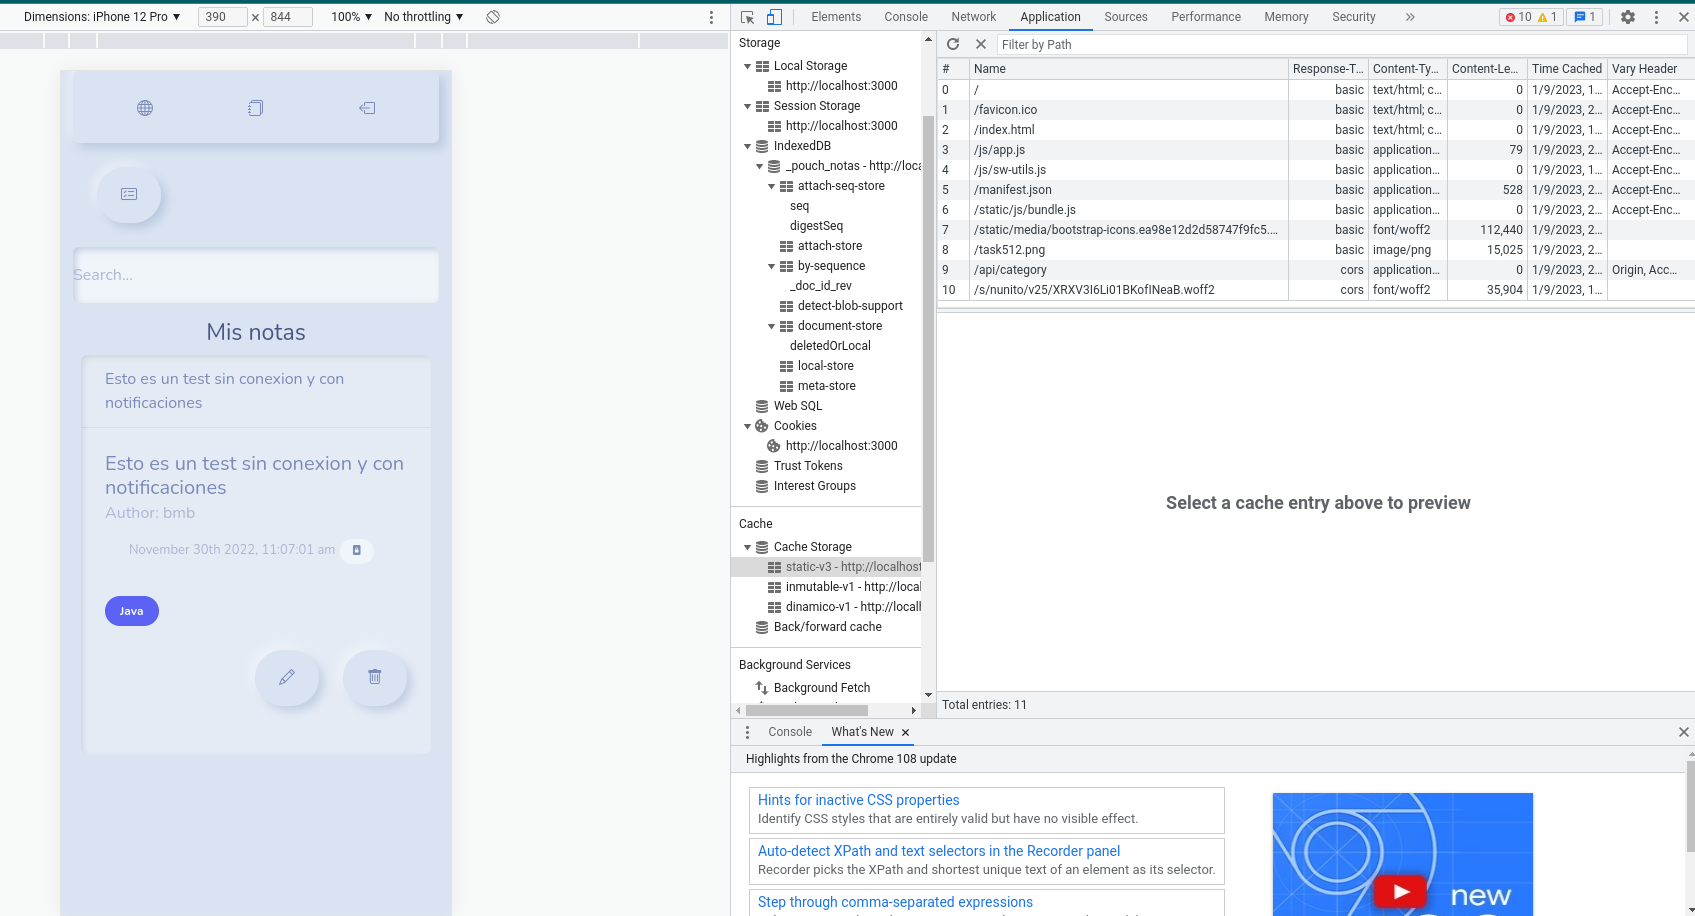 Dimensions: iPhone 12 Pro ▼ 390 × 844 100% ▼ No throttling ▼
Search...
Mis notas
Esto es un test sin conexion y con
notificaciones
Esto es un test sin conexion y con
notificaciones
Author: bmb
November 30th 2022, 11:07:01 am
Java
Elements Console Network Application Sources Performance Memory Security » 10 1 1
Storage
Local Storage
http://localhost:3000
Session Storage
http://localhost:3000
IndexedDB
_pouch_notas - http://loca
attach-seq-store
seq
digestSeq
attach-store
by-sequence
_doc_id_rev
detect-blob-support
document-store
deletedOrLocal
local-store
meta-store
Web SQL
Cookies
http://localhost:3000
Trust Tokens
Interest Groups
Cache
Cache Storage
static-v3 - http://localhost
inmutable-v1 - http://local
dinamico-v1 - http://localh
Back/forward cache
Background Services
Background Fetch
Filter by Path
# Name Response-T... Content-Ty... Content-Le... Time Cached Vary Header
0 / basic text/html; c... 0 1/9/2023, 1... Accept-Enc...
1 /favicon.ico basic text/html; c... 0 1/9/2023, 2... Accept-Enc...
2 /index.html basic text/html; c... 0 1/9/2023, 1... Accept-Enc...
3 /js/app.js basic application... 79 1/9/2023, 2... Accept-Enc...
4 /js/sw-utils.js basic application... 0 1/9/2023, 1... Accept-Enc...
5 /manifest.json basic application... 528 1/9/2023, 2... Accept-Enc...
6 /static/js/bundle.js basic application... 0 1/9/2023, 2... Accept-Enc...
7 /static/media/bootstrap-icons.ea98e12d2d58747f9fc5.... basic font/woff2 112,440 1/9/2023, 2...
8 /task512.png basic image/png 15,025 1/9/2023, 2...
9 /api/category cors application... 0 1/9/2023, 2... Origin, Acc...
10 /s/nunito/v25/XRXV3I6Li01BKofINeaB.woff2 cors font/woff2 35,904 1/9/2023, 1...
Select a cache entry above to preview
Total entries: 11
Console What's New ×
Highlights from the Chrome 108 update
Hints for inactive CSS properties
Identify CSS styles that are entirely valid but have no visible effect.
Auto-detect XPath and text selectors in the Recorder panel
Recorder picks the XPath and shortest unique text of an element as its selector.
Step through comma-separated expressions
new